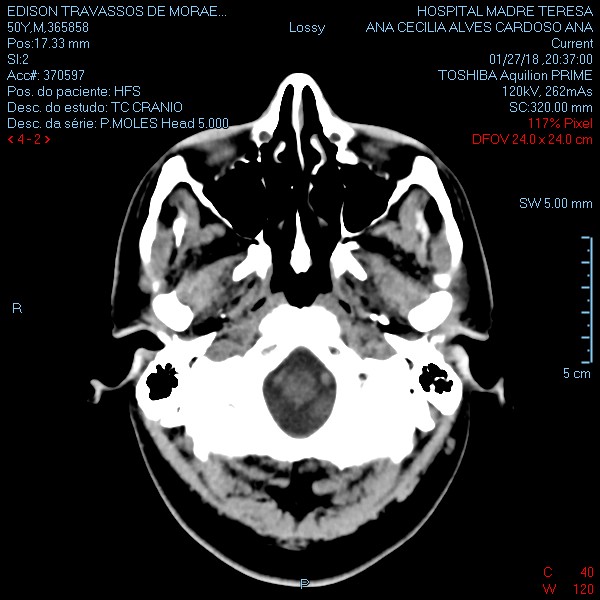 EDISON TRAVASSOS DE MORAE...
50Y,M,365858
Pos:17.33 mm
SI:2
Acc#: 370597
Pos. do paciente: HFS
Desc. do estudo: TC CRANIO
Desc. da série: P.MOLES Head 5.000
< 4 - 2 >
Lossy
HOSPITAL MADRE TERESA
ANA CECILIA ALVES CARDOSO ANA
Current
01/27/18 ,20:37:00
TOSHIBA Aquilion PRIME
120kV, 262mAs
SC:320.00 mm
117% Pixel
DFOV 24.0 x 24.0 cm
SW 5.00 mm
R
5 cm
P
C 40
W 120